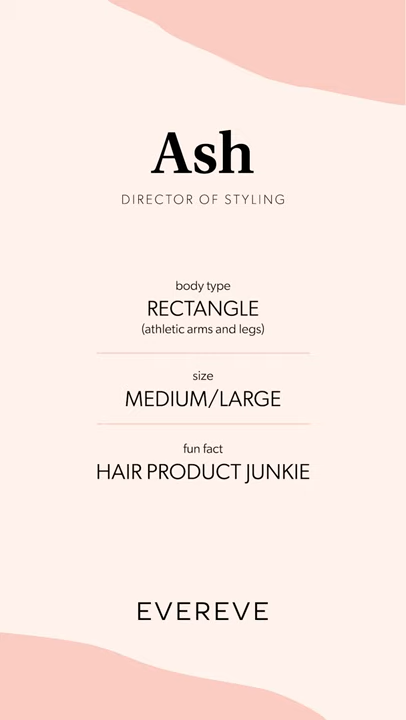 Ash
DIRECTOR OF STYLING
body type
RECTANGLE
(athletic arms and legs)
size
MEDIUM/LARGE
fun fact
HAIR PRODUCT JUNKIE
EVEREVE